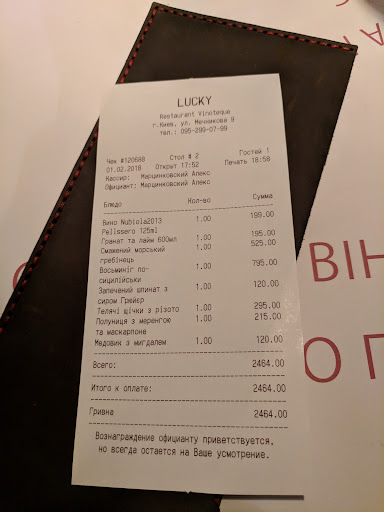 LUCKY
Restaurant Vinoteque
г.Киев, ул. Мечникова 9
тел.: 095-299-07-99
Чек #120688 Стол # 2 Гостей 1
01.02.2018 Открыт 17:52 Печать 18:58
Кассир: Марцинковский Алекс
Официант: Марцинковский Алекс
Блюдо Кол-во Сумма
Вино Nubiola2013 1.00 199.00
Pelissero 125ml
Гранат та лайм 600мл 1.00 195.00
Смажений морський 1.00 525.00
гребінець
Восьминіг по- 1.00 795.00
сицилійськи
Запечений шпинат з 1.00 120.00
сиром Грюйєр
Телячі щічки з різото 1.00 295.00
Полуниця з меренгою 1.00 215.00
та маскарпоне
Медовик з мигдалем 1.00 120.00
Всего: 2464.00
Итого к оплате: 2464.00
Гривна 2464.00
Вознаграждение официанту приветствуется,
но всегда остается на Ваше усмотрение.
ВІН